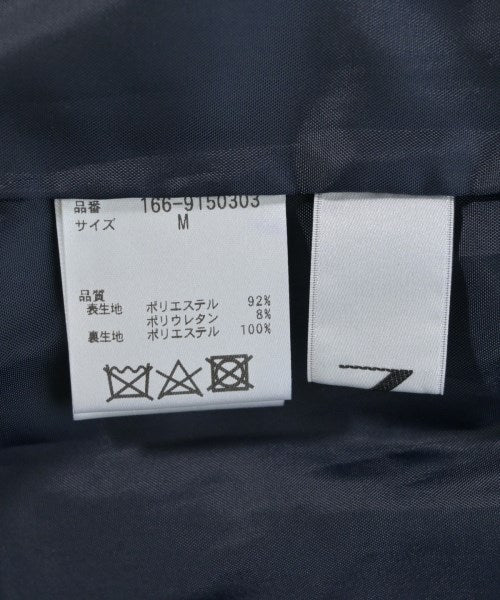 品番 166-9150303
サイズ M
品質
表生地 ポリエステル 92%
ポリウレタン 8%
裏生地 ポリエステル 100%